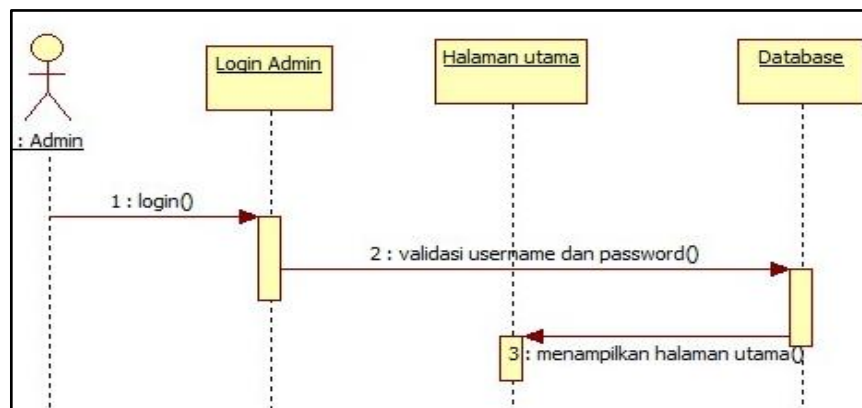 Login Admin
Halaman utama
Database
: Admin
1 : login()
2 : validasi username dan password()
3 : menampilkan halaman utama()